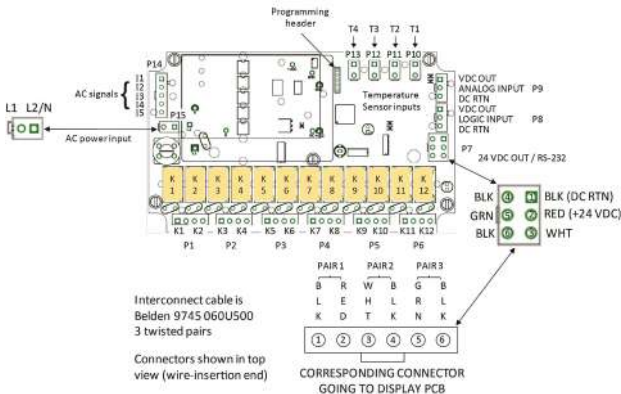 Programming
header
T4 T3 T2 T1
P13 P12 P11 P10
P14
I1
I2
I3
I4
I5
AC signals
P15
L1 L2/N
AC power input
Temperature
Sensor inputs
VDC OUT
ANALOG INPUT P9
DC RTN
VDC OUT
LOGIC INPUT P8
DC RTN
P7
24 VDC OUT / RS-232
K K K K K K K K K K K K
1 2 3 4 5 6 7 8 9 10 11 12
K1 K2 K3 K4 K5 K6 K7 K8 K9 K10 K11 K12
P1 P2 P3 P4 P5 P6
BLK 4 1 BLK (DC RTN)
GRN 5 2 RED (+24 VDC)
BLK 6 3 WHT
PAIR 1 PAIR 2 PAIR 3
B R W B G B
L E H L R L
K D T K N K
1 2 3 4 5 6
Interconnect cable is
Belden 9745 060U500
3 twisted pairs
Connectors shown in top
view (wire-insertion end)
CORRESPONDING CONNECTOR
GOING TO DISPLAY PCB